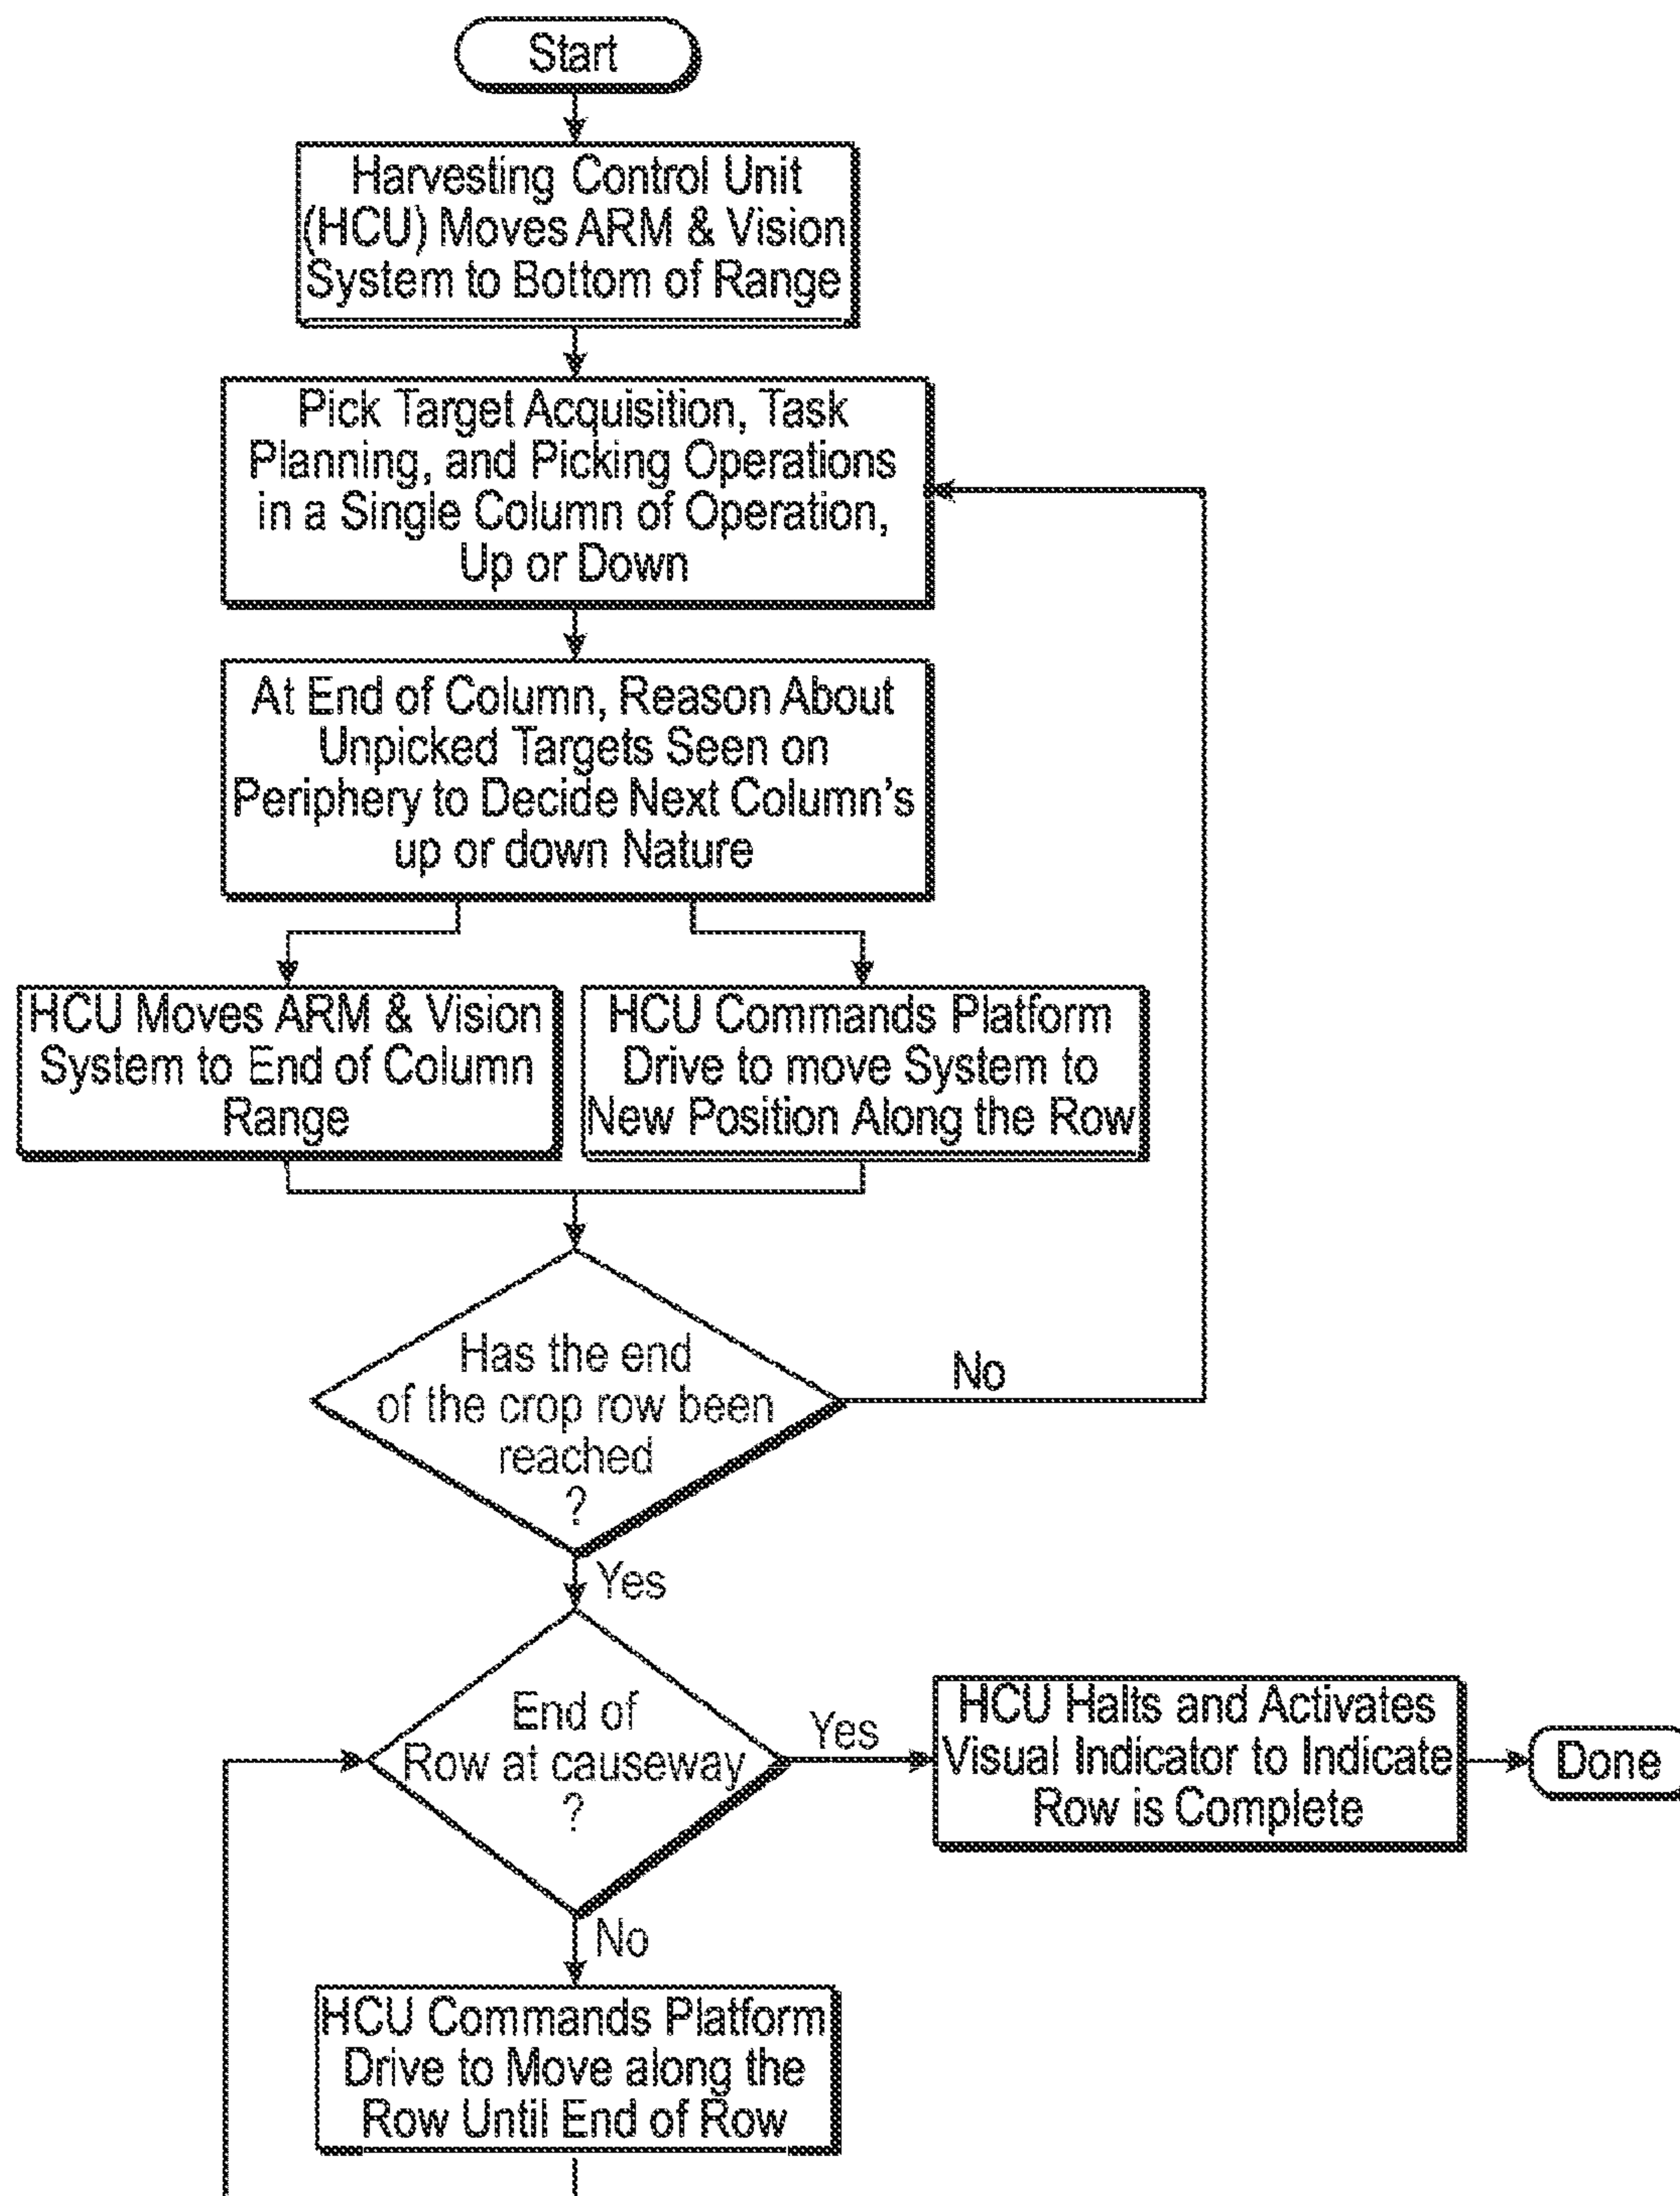 Start
Harvesting Control Unit
(HCU) Moves ARM & Vision
System to Bottom of Range
Pick Target Acquisition, Task
Planning, and Picking Operations
in a Single Column of Operation,
Up or Down
At End of Column, Reason About
Unpicked Targets Seen on
Periphery to Decide Next Column's
up or down Nature
HCU Moves ARM & Vision
System to End of Column
Range
HCU Commands Platform
Drive to move System to
New Position Along the Row
Has the end
of the crop row been
reached
?
No
Yes
End of
Row at causeway
?
Yes
HCU Halts and Activates
Visual Indicator to Indicate
Row is Complete
Done
No
HCU Commands Platform
Drive to Move along the
Row Until End of Row